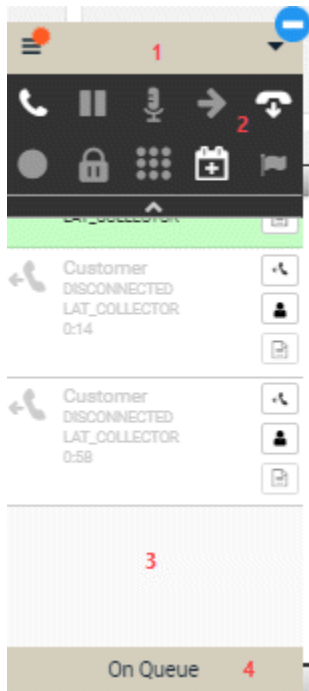 1
2
LAT_COLLECTOR
Customer
DISCONNECTED
LAT_COLLECTOR
0:14
Customer
DISCONNECTED
LAT_COLLECTOR
0:58
3
On Queue 4